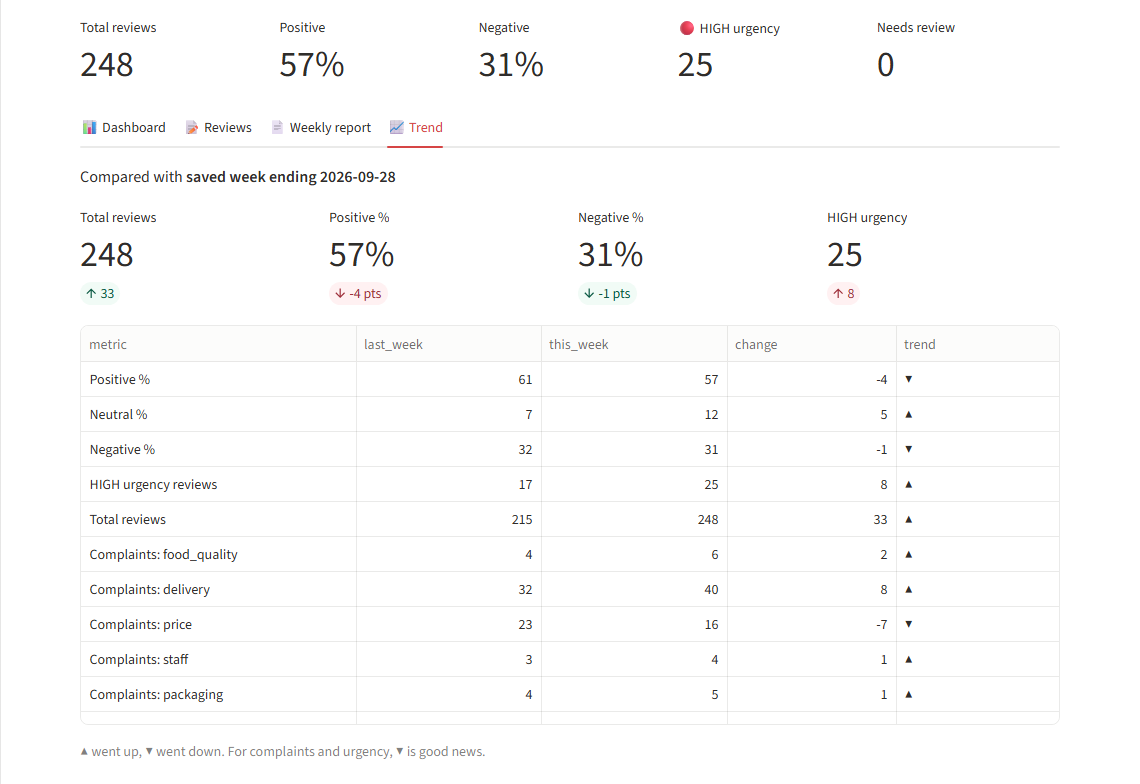 Total reviews Positive Negative HIGH urgency Needs review
248 57% 31% 25 0
Dashboard Reviews Weekly report Trend
Compared with saved week ending 2026-09-28
Total reviews Positive % Negative % HIGH urgency
248 57% 31% 25
↑ 33 ↓ -4 pts ↓ -1 pts ↑ 8
metric last_week this_week change trend
Positive % 61 57 -4 ▼
Neutral % 7 12 5 ▲
Negative % 32 31 -1 ▼
HIGH urgency reviews 17 25 8 ▲
Total reviews 215 248 33 ▲
Complaints: food_quality 4 6 2 ▲
Complaints: delivery 32 40 8 ▲
Complaints: price 23 16 -7 ▼
Complaints: staff 3 4 1 ▲
Complaints: packaging 4 5 1 ▲
▲ went up, ▼ went down. For complaints and urgency, ▼ is good news.